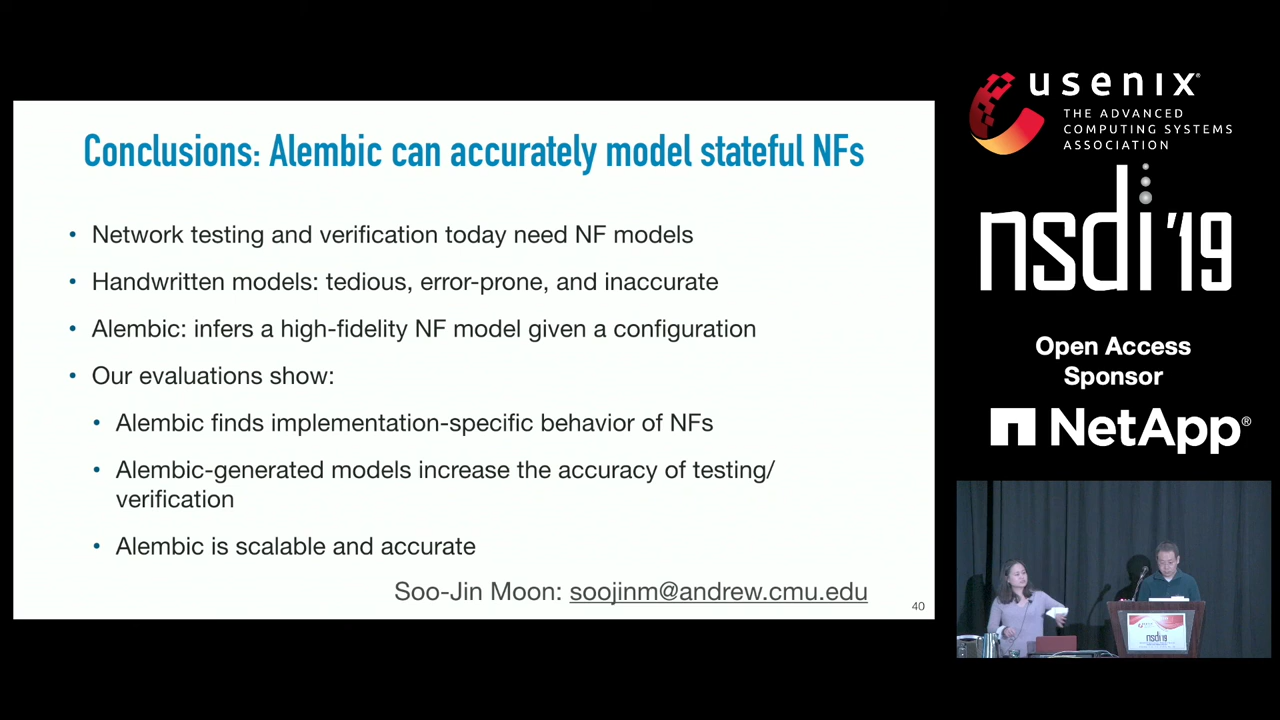 Conclusions: Alembic can accurately model stateful NFs
• Network testing and verification today need NF models
• Handwritten models: tedious, error-prone, and inaccurate
• Alembic: infers a high-fidelity NF model given a configuration
• Our evaluations show:
• Alembic finds implementation-specific behavior of NFs
• Alembic-generated models increase the accuracy of testing/
verification
• Alembic is scalable and accurate
Soo-Jin Moon: soojinm@andrew.cmu.edu
40
usenix®
THE ADVANCED
COMPUTING SYSTEMS
ASSOCIATION
nsdi '19
Open Access
Sponsor
NetApp®
nsdi19